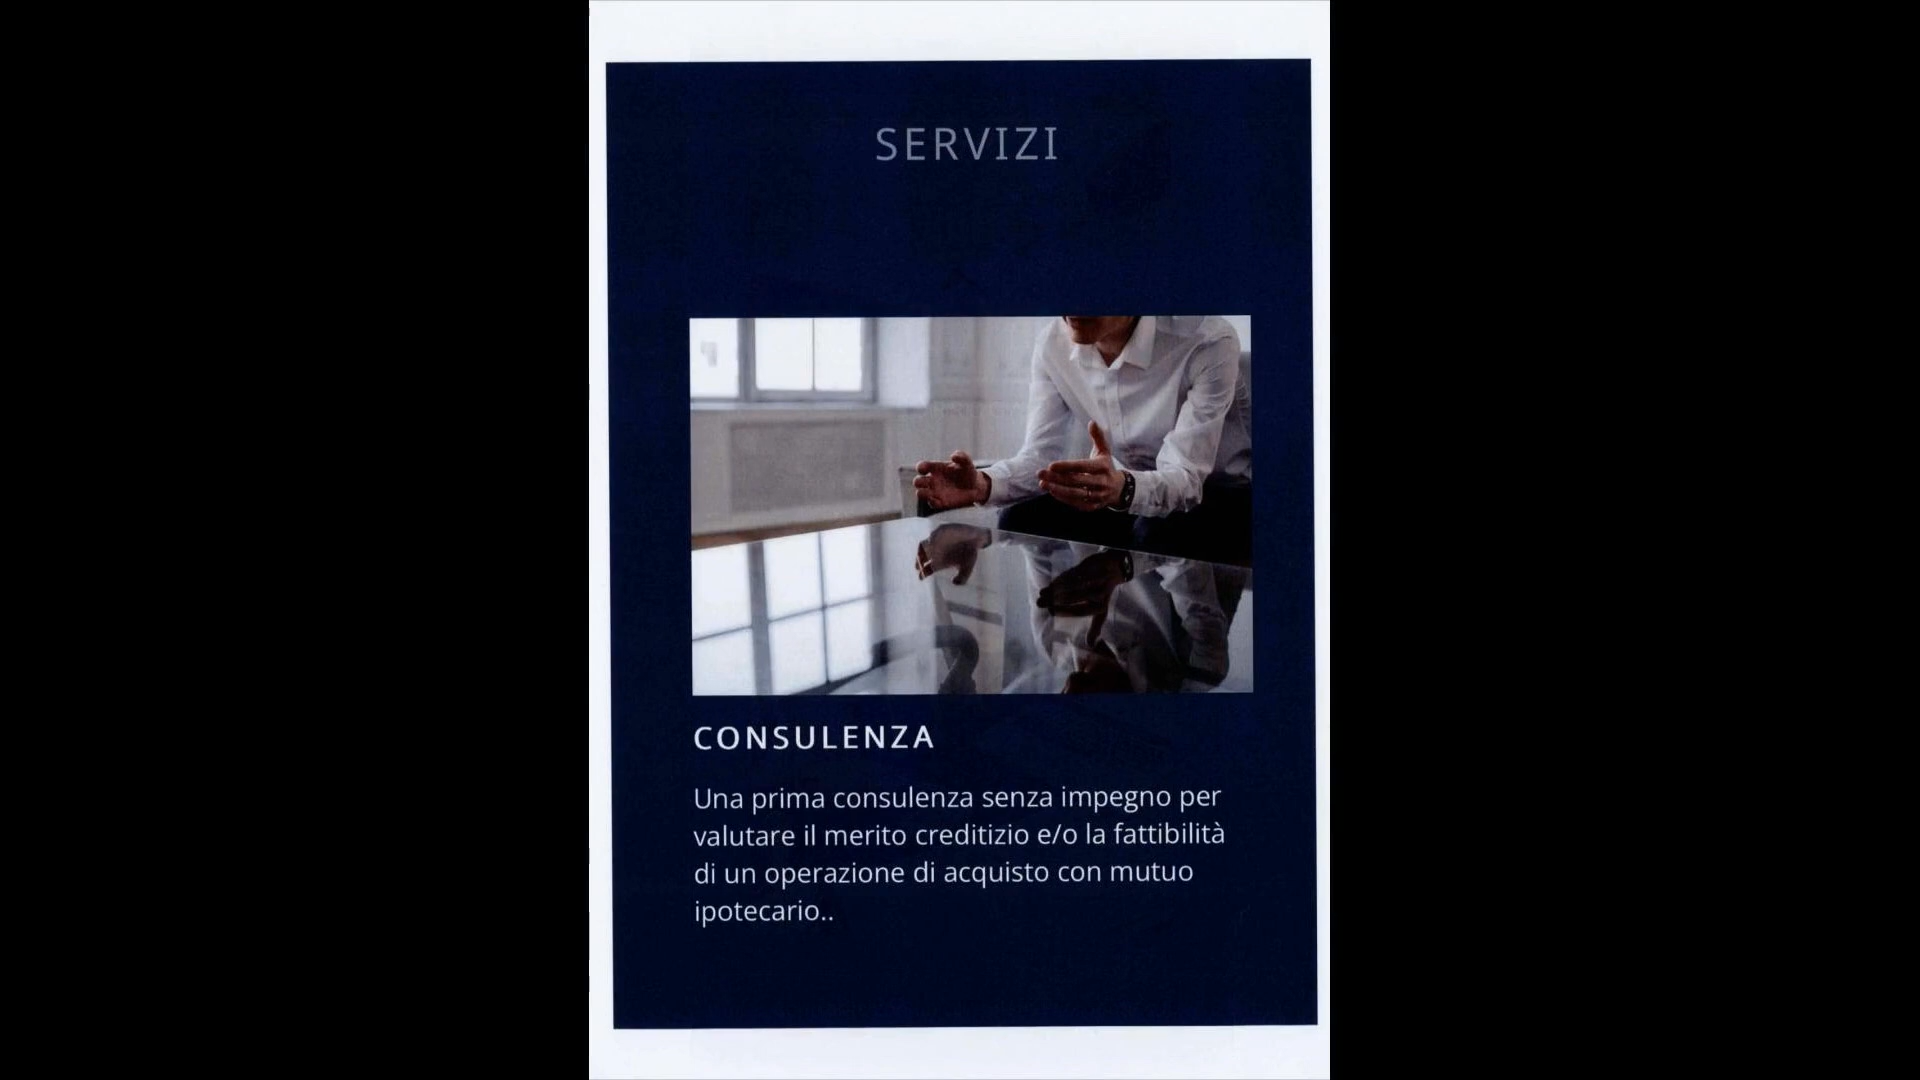 SERVIZI
CONSULENZA
Una prima consulenza senza impegno per
valutare il merito creditizio e/o la fattibilità
di un operazione di acquisto con mutuo
ipotecario..